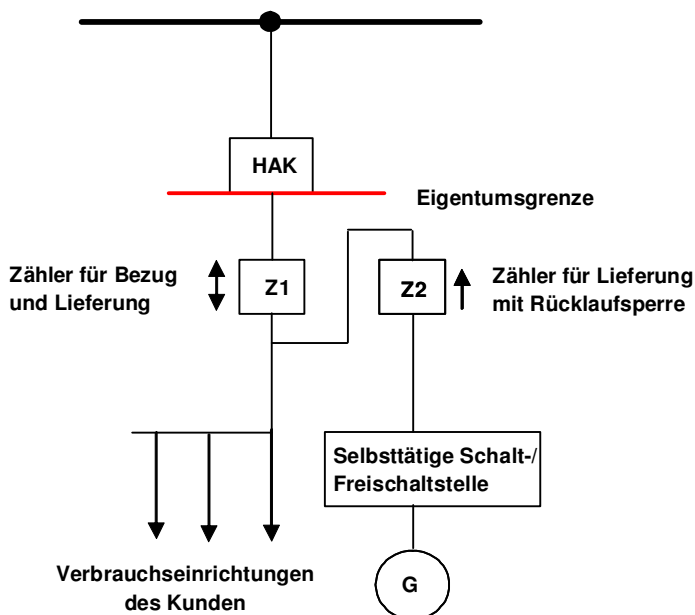 HAK
Eigentumsgrenze
Zähler für Bezug
und Lieferung
Z1
Z2
Zähler für Lieferung
mit Rücklaufsperre
Selbsttätige Schalt-/
Freischaltstelle
Verbrauchseinrichtungen
des Kunden
G